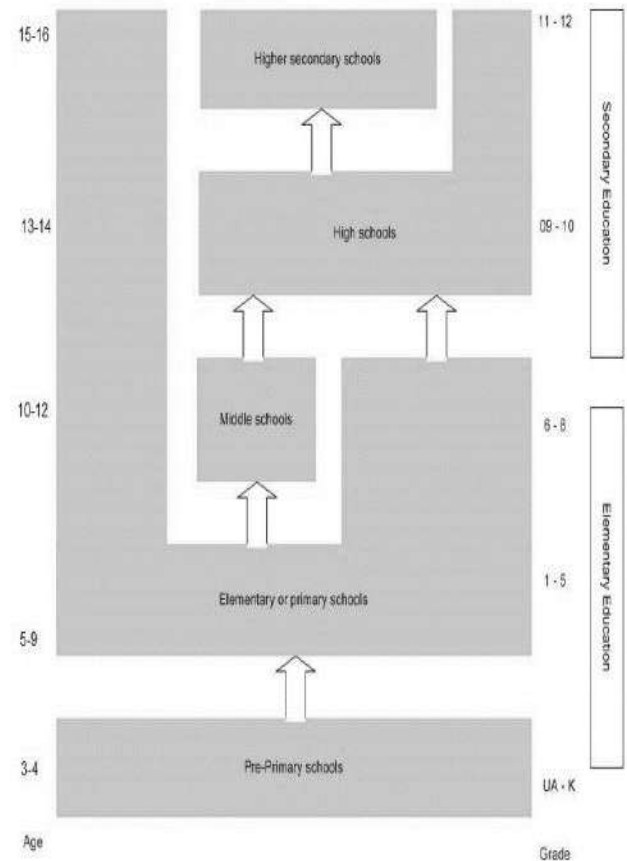 15-16
Higher secondary schools
11 - 12
13-14
High schools
09 - 10
Secondary Education
10-12
Middle schools
6 - 8
Elementary or primary schools
1 - 5
5-9
Elementary Education
3-4
Pre-Primary schools
UA - K
Age
Grade